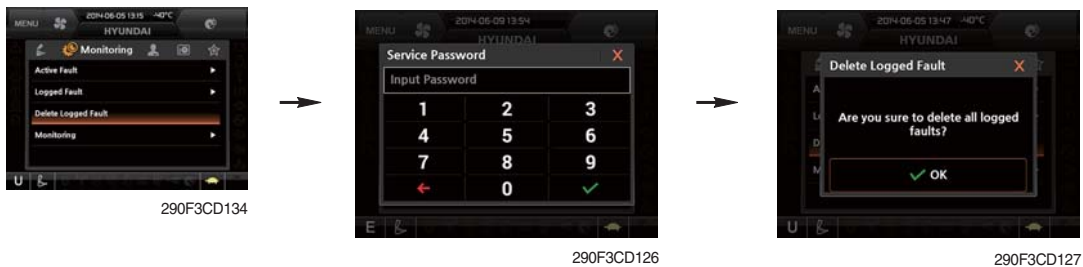 MENU
2014-06-05 13:15 -40°C
HYUNDAI
Monitoring
Active Fault
Logged Fault
Delete Logged Fault
Monitoring
U
290F3CD134
MENU
2014-06-09 13:54
HYUNDAI
Service Password X
Input Password
1 2 3
4 5 6
7 8 9
0
E
290F3CD126
MENU
2014-06-05 13:47 -40°C
HYUNDAI
Delete Logged Fault X
Are you sure to delete all logged
faults?
OK
U
290F3CD127